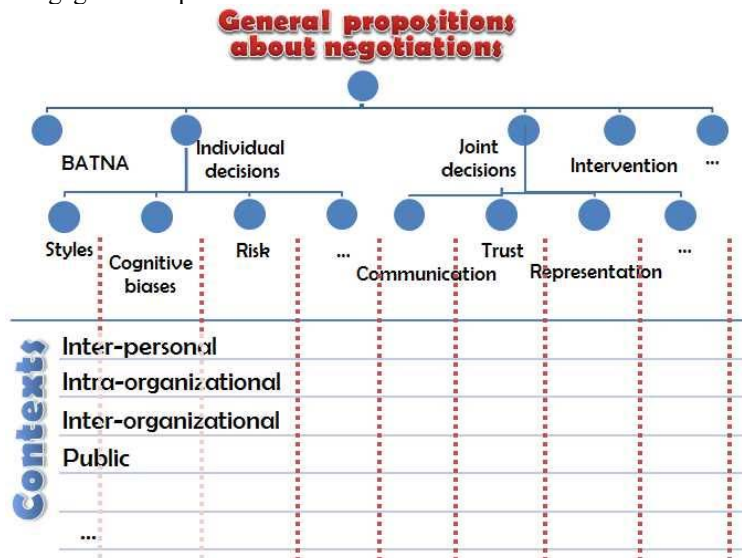 General propositions
about negotiations
BATNA
Individual
decisions
Joint
decisions
Intervention
...
Styles
Cognitive
biases
Risk
...
Communication
Trust
Representation
...
Contexts
Inter-personal
Intra-organizational
Inter-organizational
Public
...